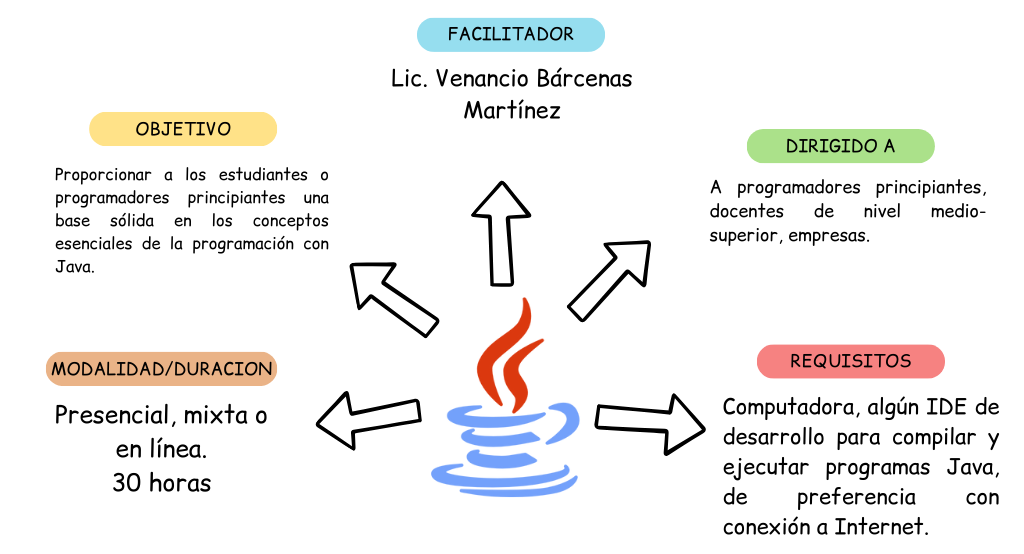 FACILITADOR
Lic. Venancio Bárcenas
Martínez
OBJETIVO
Proporcionar a los estudiantes o
programadores principiantes una
base sólida en los conceptos
esenciales de la programación con
Java.
DIRIGIDO A
A programadores principiantes,
docentes de nivel medio-
superior, empresas.
MODALIDAD/DURACION
Presencial, mixta o
en línea.
30 horas
REQUISITOS
Computadora, algún IDE de
desarrollo para compilar y
ejecutar programas Java,
de preferencia con
conexión a Internet.